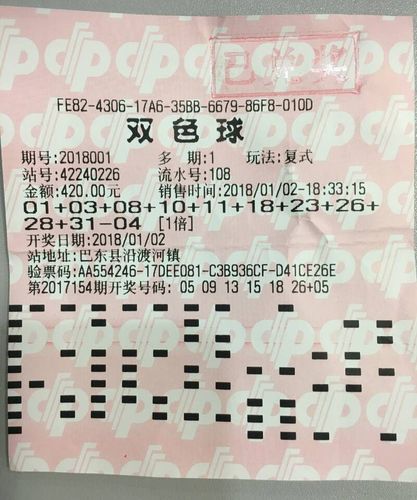 已兑奖
FE82-4306-17A6-35BB-6679-86F8-010D
双色球
期号:2018001 多期:1 玩法:复式
站号:42240226 流水号:108
金额:420.00元 销售时间:2018/01/02-18:33:15
01+03+08+10+11+18+23+26+
28+31-04 [1倍]
开奖日期:2018/01/02
站地址:巴东县沿渡河镇
验票码:AA554246-17DEE081-C3B936CF-D41CE26E
第2017154期开奖号码: 05 09 13 15 18 26+05